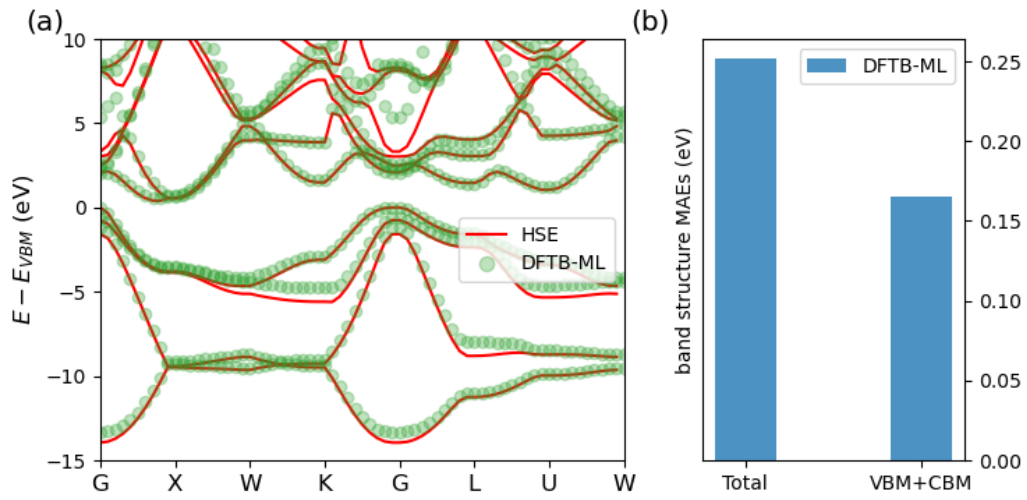 (a)
(b)
10
5
0
−5
−10
−15
E − E_VBM (eV)
HSE
DFTB-ML
G X W K G L U W
DFTB-ML
band structure MAEs (eV)
0.25
0.20
0.15
0.10
0.05
0.00
Total VBM+CBM